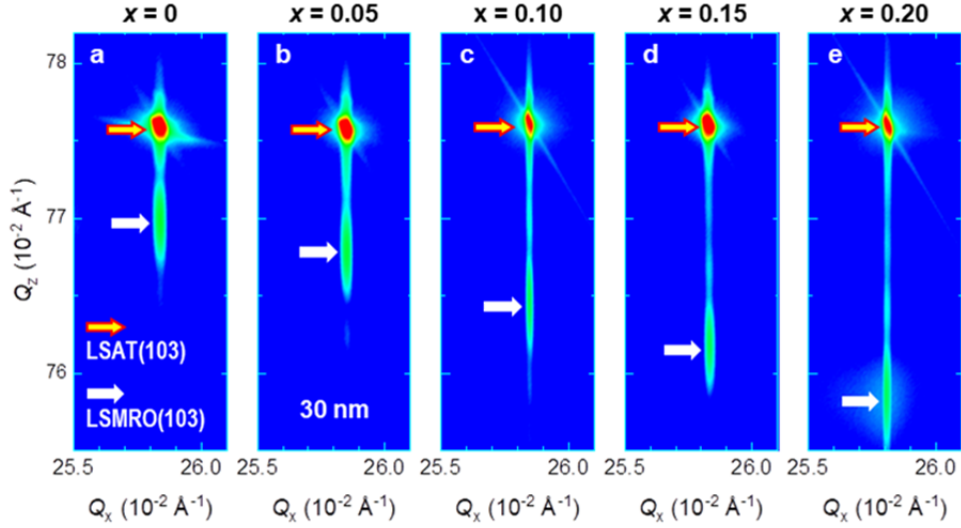 x = 0 x = 0.05 x = 0.10 x = 0.15 x = 0.20
a b c d e
78
77
76
Qz (10-2 Å-1)
LSAT(103)
LSMRO(103)
30 nm
25.5 26.0 25.5 26.0 25.5 26.0 25.5 26.0 25.5 26.0
Qx (10-2 Å-1) Qx (10-2 Å-1) Qx (10-2 Å-1) Qx (10-2 Å-1) Qx (10-2 Å-1)